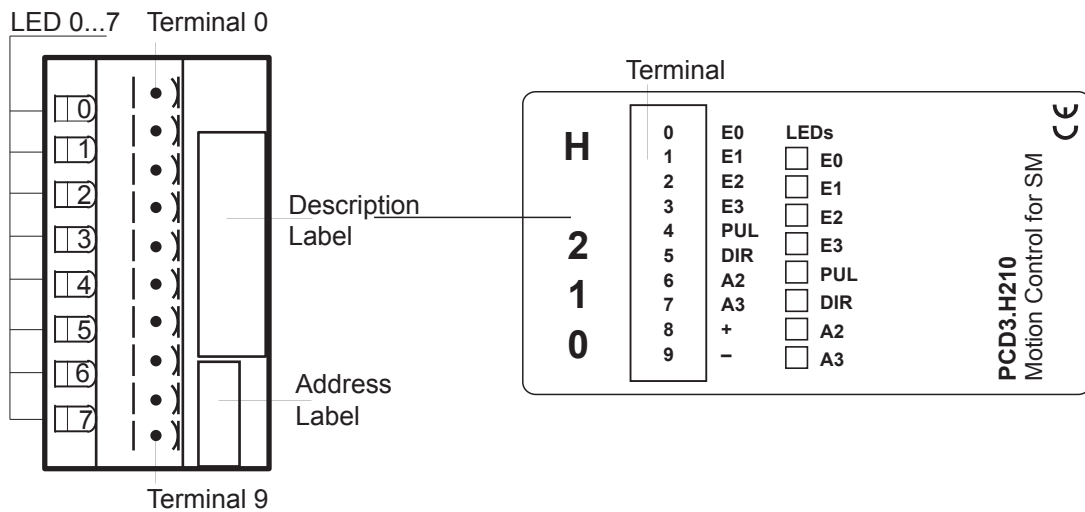 LED 0...7
Terminal 0
0
1
2
3
4
5
6
7
Description
Label
Address
Label
Terminal 9
Terminal
H
2
1
0
0 E0 LEDs
1 E1 E0
2 E2 E1
3 E3 E2
4 PUL E3
5 DIR PUL
6 A2 DIR
7 A3 A2
8 + A3
9 –
PCD3.H210
Motion Control for SM
CE